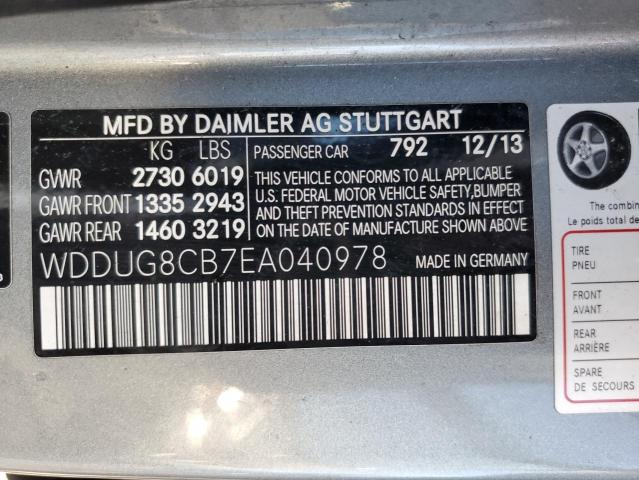 MFD BY DAIMLER AG STUTTGART
KG LBS PASSENGER CAR 792 12/13
GVWR 2730 6019
GAWR FRONT 1335 2943
GAWR REAR 1460 3219
THIS VEHICLE CONFORMS TO ALL APPLICABLE
U.S. FEDERAL MOTOR VEHICLE SAFETY,BUMPER
AND THEFT PREVENTION STANDARDS IN EFFECT
ON THE DATE OF MANUFACTURE SHOWN ABOVE.
WDDUG8CB7EA040978 MADE IN GERMANY
The combined
Le poids total de
TIRE
PNEU
FRONT
AVANT
REAR
ARRIÈRE
SPARE
DE SECOURS